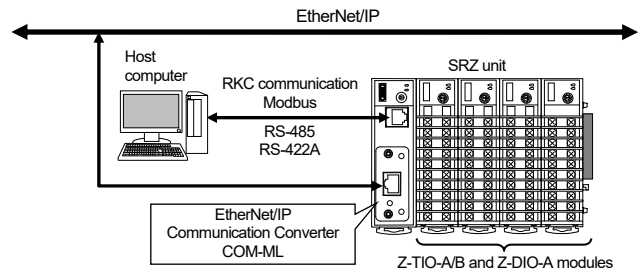 EtherNet/IP
Host
computer
RKC communication
Modbus
RS-485
RS-422A
SRZ unit
EtherNet/IP
Communication Converter
COM-ML
Z-TIO-A/B and Z-DIO-A modules